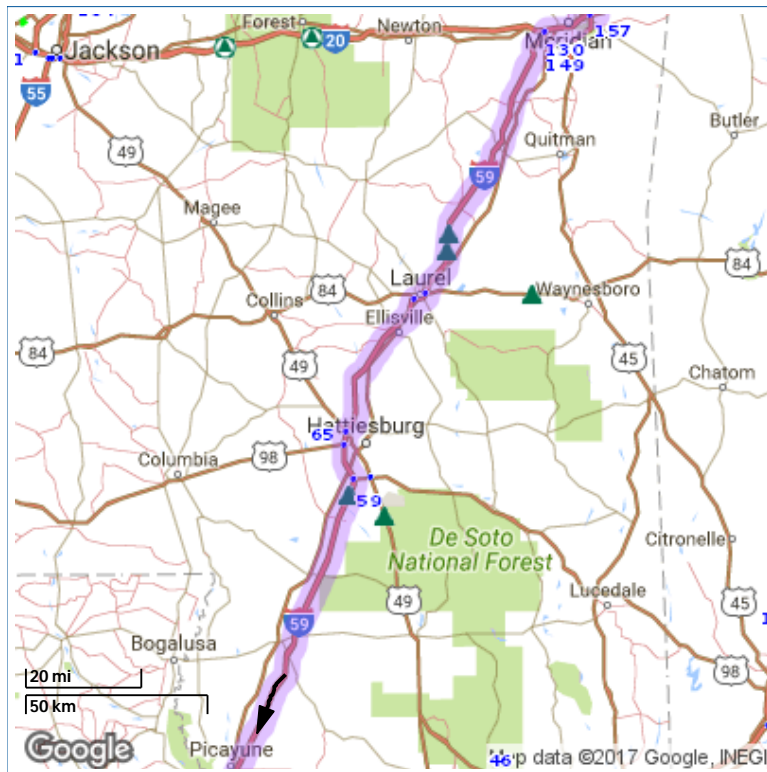 Forest
Newton
157
Meridian
Jackson
20
130
149
55
Butler
49
Quitman
59
Magee
84
Laurel
84
Waynesboro
Collins
Ellisville
84
49
45
Chatom
65
Hattiesburg
98
Columbia
59
De Soto
National Forest
Citronelle
49
Lucedale
45
59
Bogalusa
98
20 mi
50 km
Google
Picayune
46
Map data ©2017 Google, INEGI